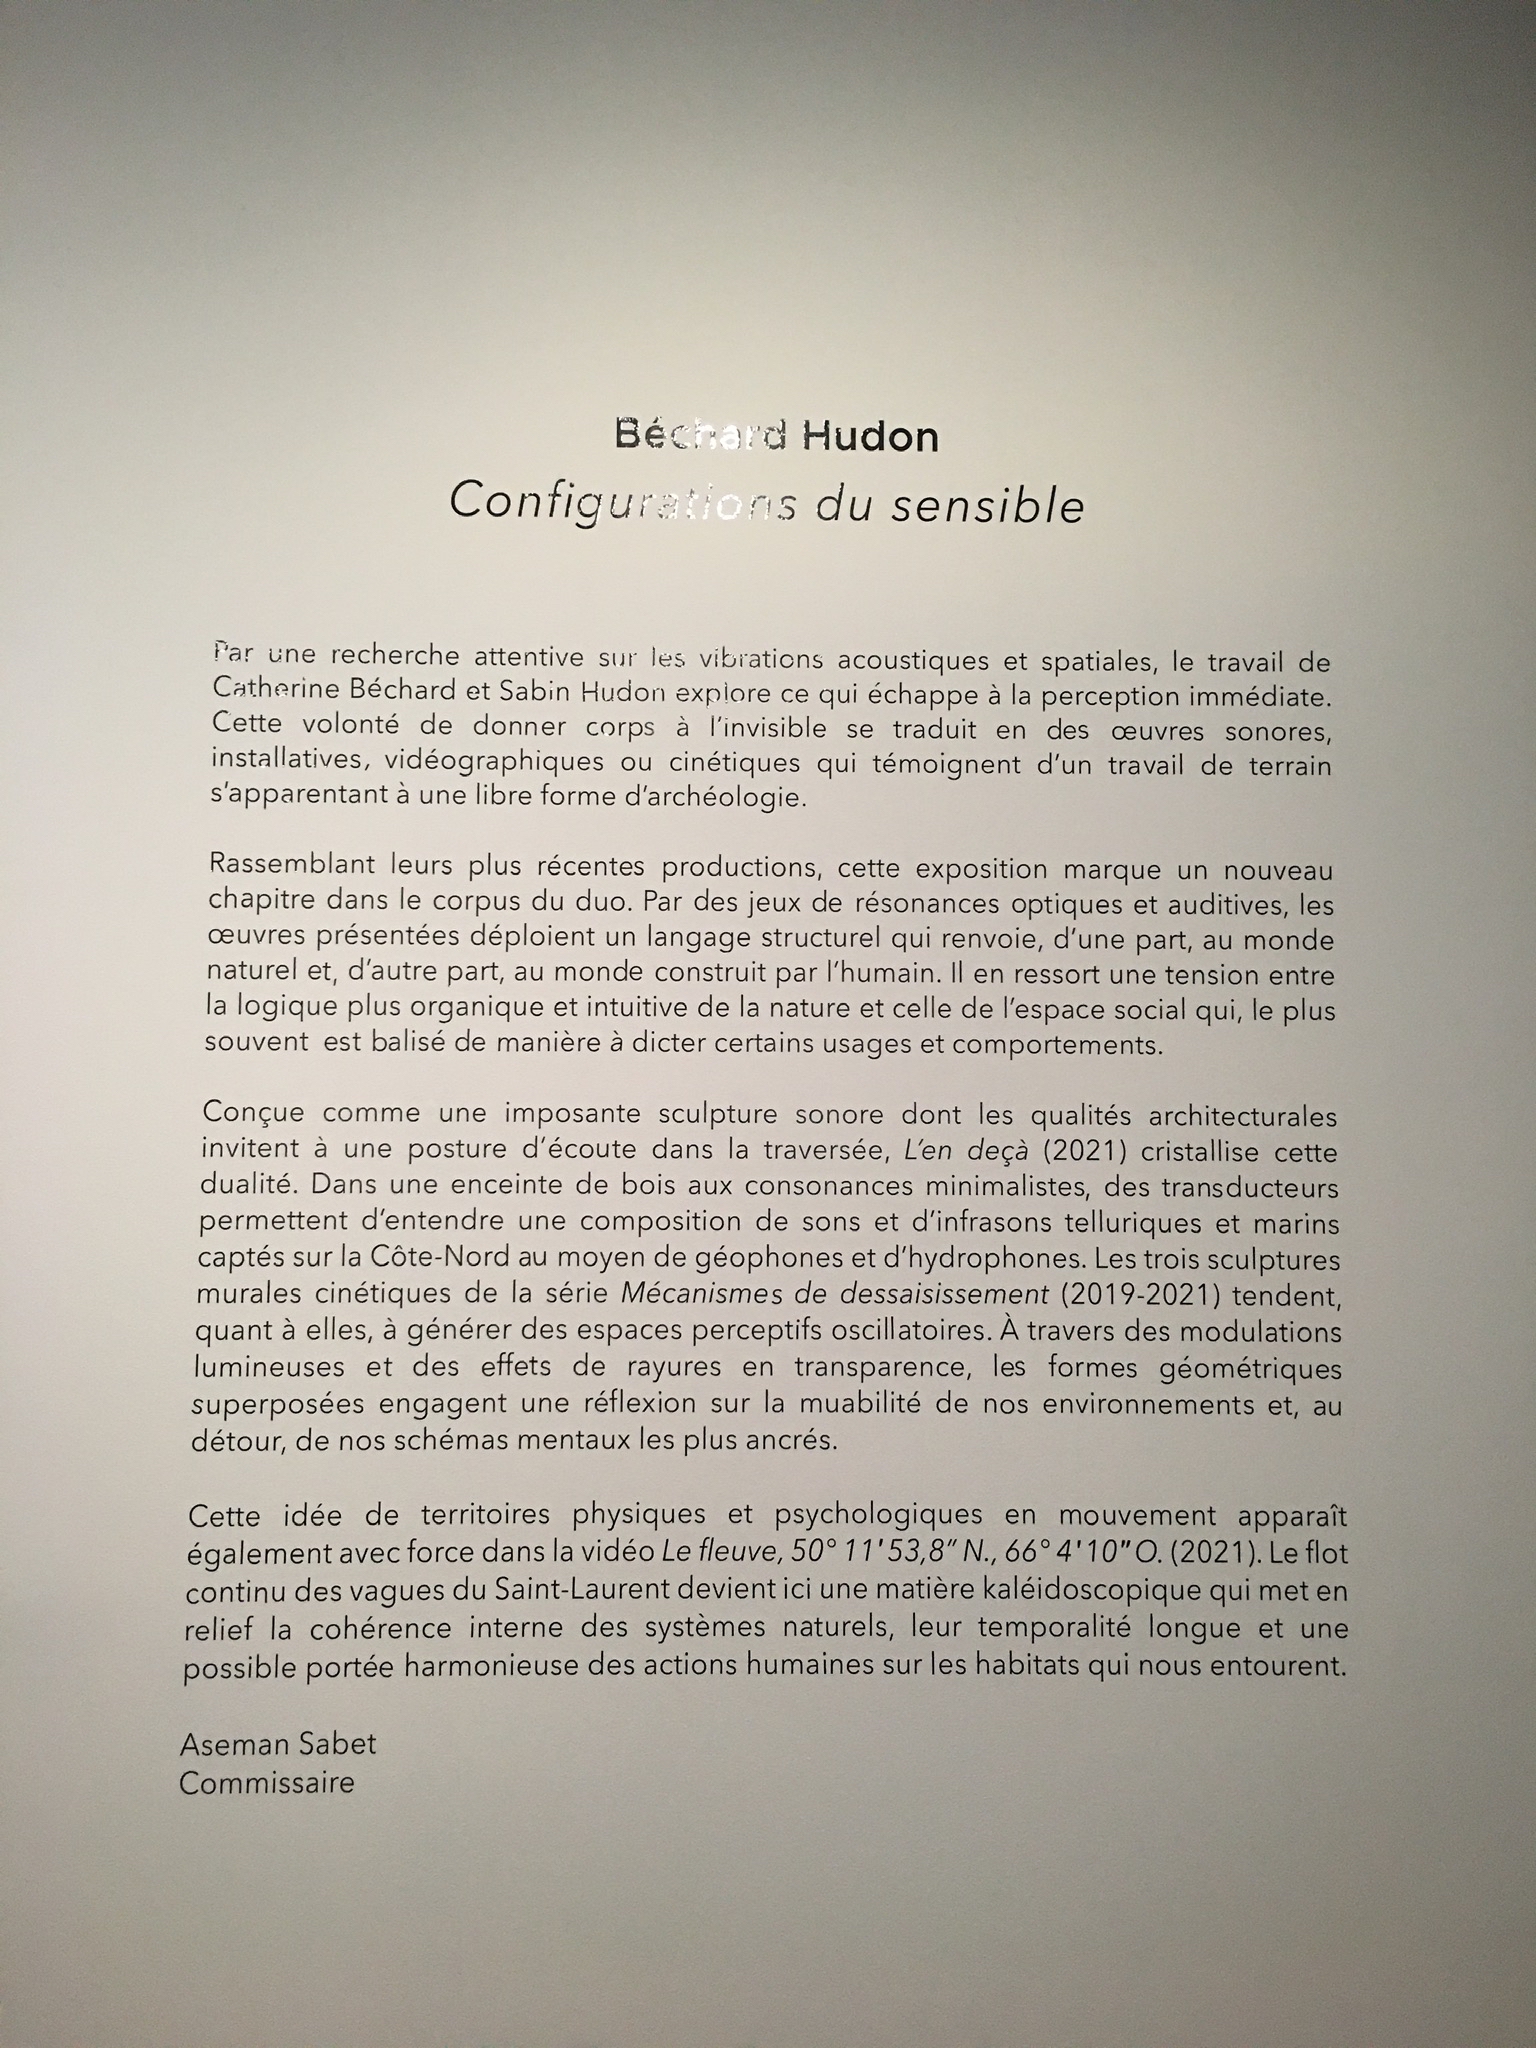 Béchard Hudon
Configurations du sensible
Par une recherche attentive sur les vibrations acoustiques et spatiales, le travail de
Catherine Béchard et Sabin Hudon explore ce qui échappe à la perception immédiate.
Cette volonté de donner corps à l'invisible se traduit en des œuvres sonores,
installatives, vidéographiques ou cinétiques qui témoignent d'un travail de terrain
s'apparentant à une libre forme d'archéologie.
Rassemblant leurs plus récentes productions, cette exposition marque un nouveau
chapitre dans le corpus du duo. Par des jeux de résonances optiques et auditives, les
œuvres présentées déploient un langage structurel qui renvoie, d'une part, au monde
naturel et, d'autre part, au monde construit par l'humain. Il en ressort une tension entre
la logique plus organique et intuitive de la nature et celle de l'espace social qui, le plus
souvent est balisé de manière à dicter certains usages et comportements.
Conçue comme une imposante sculpture sonore dont les qualités architecturales
invitent à une posture d'écoute dans la traversée, L'en deçà (2021) cristallise cette
dualité. Dans une enceinte de bois aux consonances minimalistes, des transducteurs
permettent d'entendre une composition de sons et d'infrasons telluriques et marins
captés sur la Côte-Nord au moyen de géophones et d'hydrophones. Les trois sculptures
murales cinétiques de la série Mécanismes de dessaisissement (2019-2021) tendent,
quant à elles, à générer des espaces perceptifs oscillatoires. À travers des modulations
lumineuses et des effets de rayures en transparence, les formes géométriques
superposées engagent une réflexion sur la muabilité de nos environnements et, au
détour, de nos schémas mentaux les plus ancrés.
Cette idée de territoires physiques et psychologiques en mouvement apparaît
également avec force dans la vidéo Le fleuve, 50° 11'53,8" N., 66° 4'10" O. (2021). Le flot
continu des vagues du Saint-Laurent devient ici une matière kaléidoscopique qui met en
relief la cohérence interne des systèmes naturels, leur temporalité longue et une
possible portée harmonieuse des actions humaines sur les habitats qui nous entourent.
Aseman Sabet
Commissaire